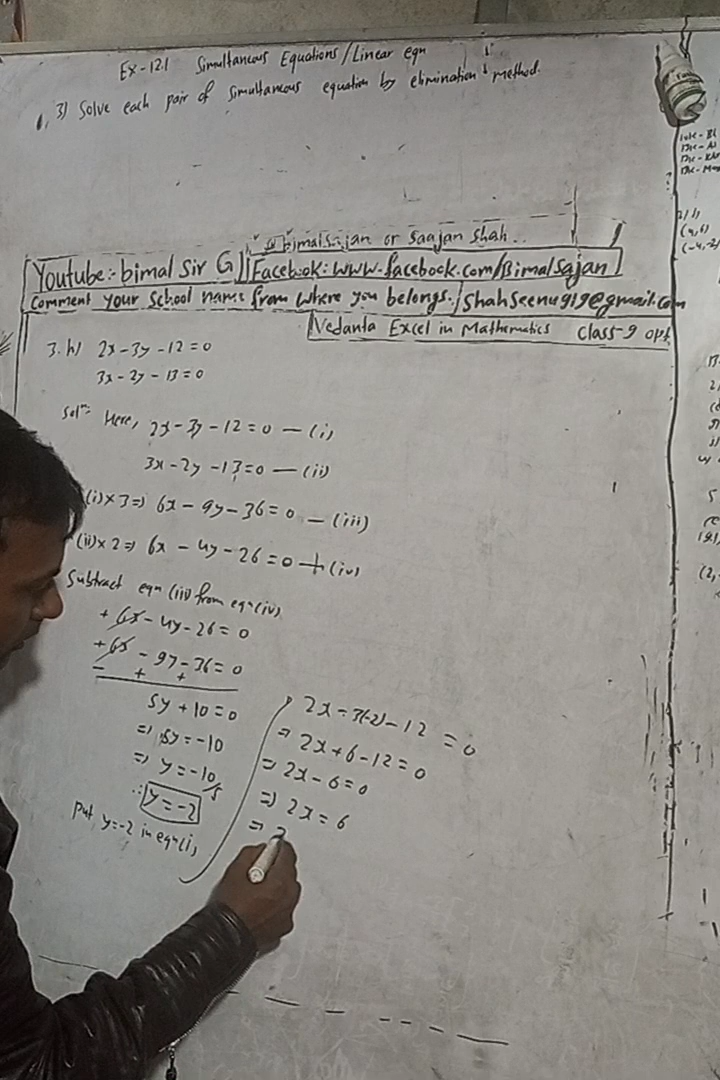 Ex-12.1 Simultaneous Equations/Linear eqn
3) Solve each pair of simultaneous equation by elimination method.
bimalsajan or saajan shah..
Youtube:- bimal Sir G Facebook: www.facebook.com/Bimalsajan
Comment your School name from where you belongs. shahseenu919@gmail.com
Vedanta Excel in Mathematics Class-9 opt
3. h) 2x-3y-12=0
3x-2y-13=0
Solⁿ: Here, 2x-3y-12=0 — (i)
3x-2y-13=0 — (ii)
(i)×3=) 6x-9y-36=0 — (iii)
(ii)×2=) 6x-4y-26=0 — (iv)
Subtract eqn (iii) from eqn(iv)
+6x-4y-26=0
+6x-9y-36=0
- + +
5y+10=0
=) 5y=-10
=) y=-10/5
∴ y=-2
Put y=-2 in eqn(i),
2x-3(-2)-12=0
=) 2x+6-12=0
=) 2x-6=0
=) 2x=6
=)
(4,6)
(-4,-2)